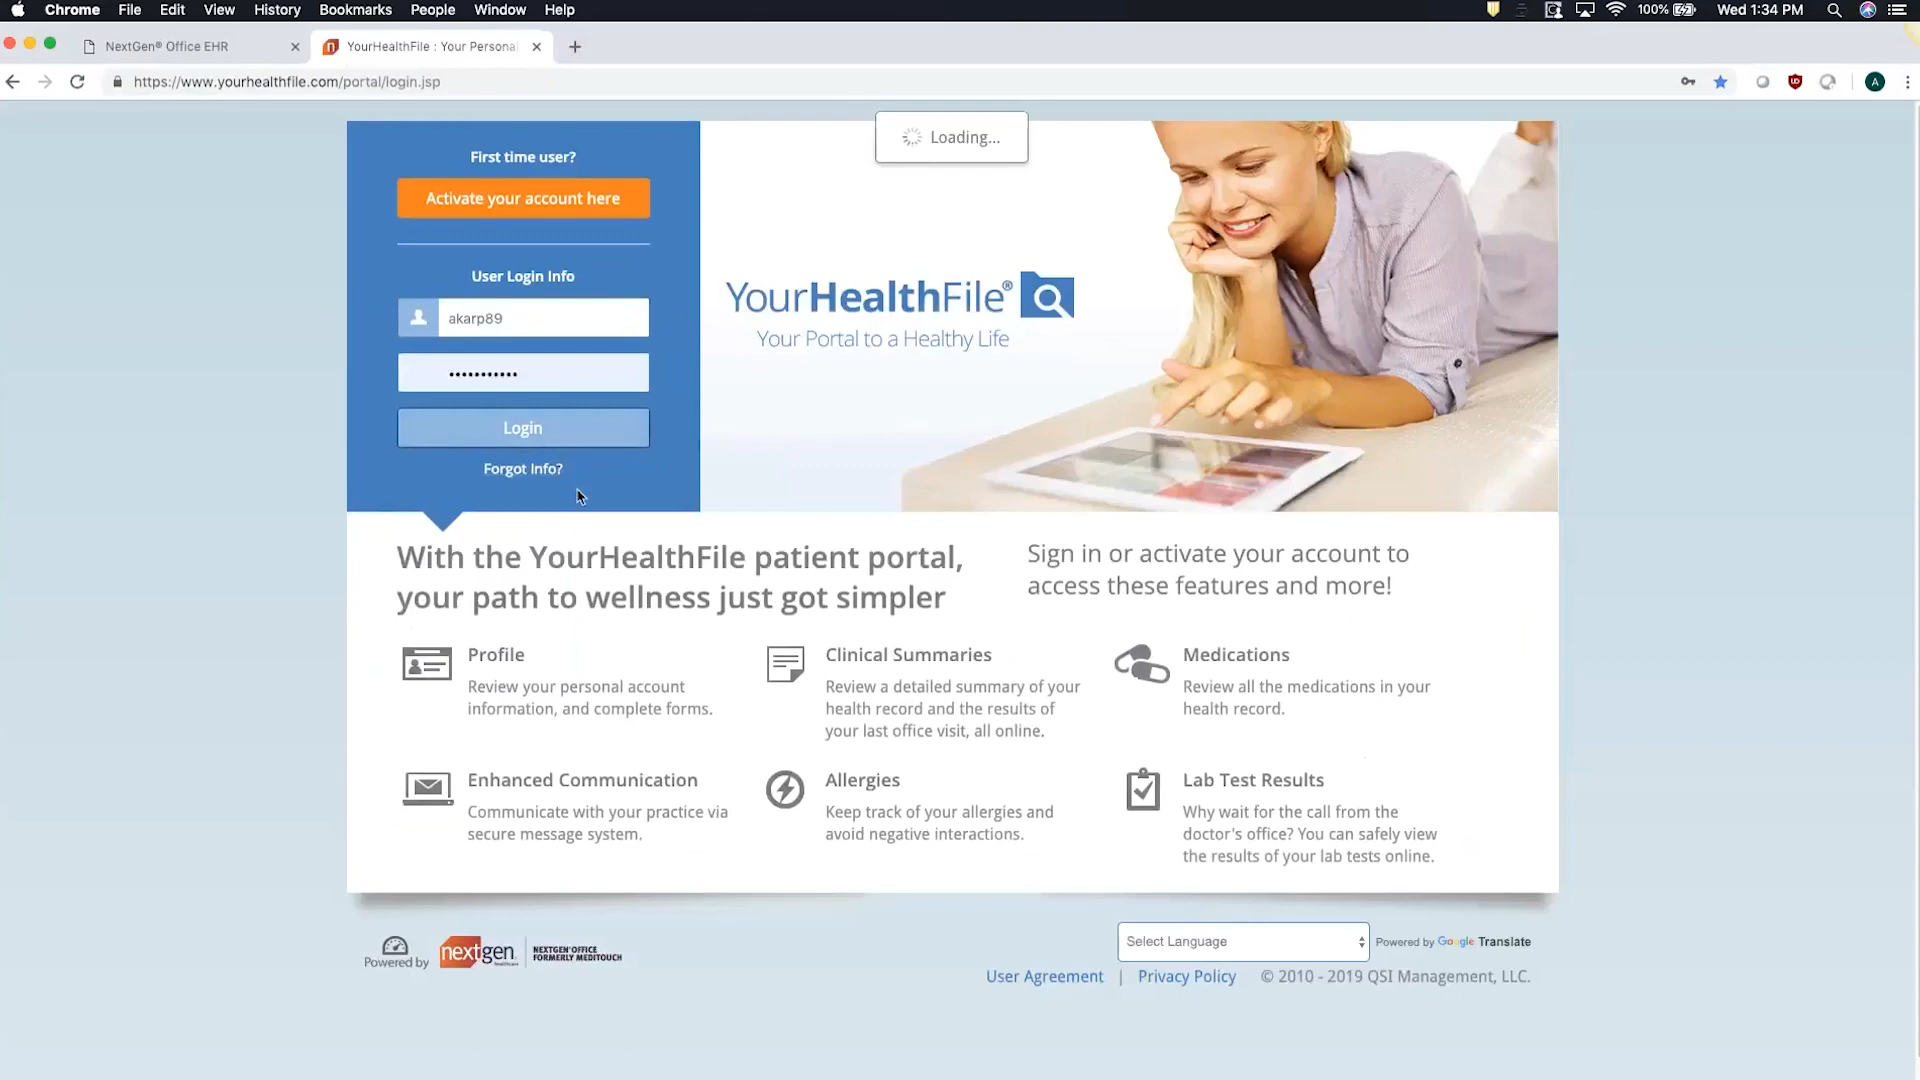 Chrome File Edit View History Bookmarks People Window Help 100% Wed 1:34 PM
NextGen® Office EHR YourHealthFile : Your Personal
https://www.yourhealthfile.com/portal/login.jsp A
Loading...
First time user?
Activate your account here
User Login Info
akarp89
•••••••••••
Login
Forgot Info?
YourHealthFile®
Your Portal to a Healthy Life
With the YourHealthFile patient portal,
your path to wellness just got simpler
Sign in or activate your account to
access these features and more!
Profile
Review your personal account
information, and complete forms.
Clinical Summaries
Review a detailed summary of your
health record and the results of
your last office visit, all online.
Medications
Review all the medications in your
health record.
Enhanced Communication
Communicate with your practice via
secure message system.
Allergies
Keep track of your allergies and
avoid negative interactions.
Lab Test Results
Why wait for the call from the
doctor's office? You can safely view
the results of your lab tests online.
Powered by
nextgen
healthcare
NEXTGEN® OFFICE
FORMERLY MEDITOUCH
Select Language
Powered by Google Translate
User Agreement | Privacy Policy © 2010 - 2019 QSI Management, LLC.